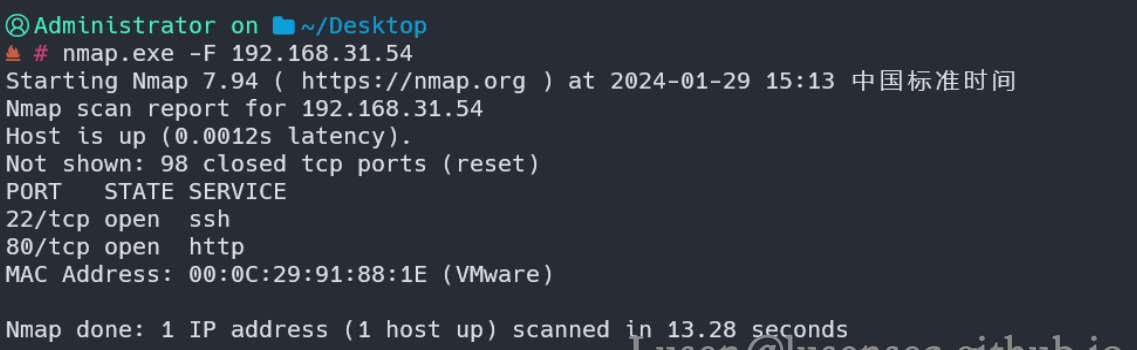 Administrator on ~/Desktop
# nmap.exe -F 192.168.31.54
Starting Nmap 7.94 ( https://nmap.org ) at 2024-01-29 15:13 中国标准时间
Nmap scan report for 192.168.31.54
Host is up (0.0012s latency).
Not shown: 98 closed tcp ports (reset)
PORT   STATE SERVICE
22/tcp open  ssh
80/tcp open  http
MAC Address: 00:0C:29:91:88:1E (VMware)
Nmap done: 1 IP address (1 host up) scanned in 13.28 seconds